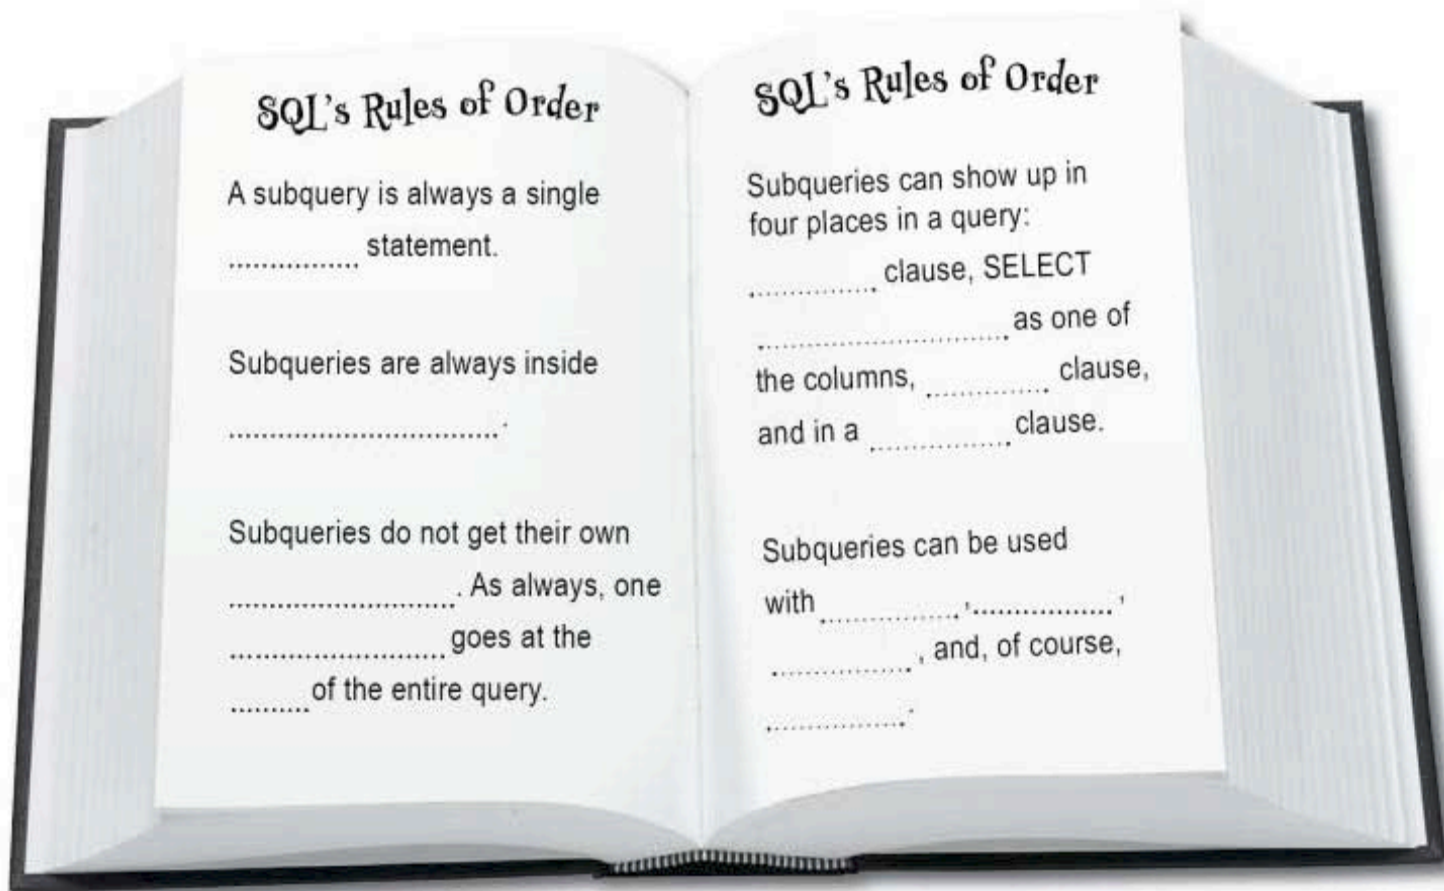 SQL's Rules of Order
A subquery is always a single
................ statement.
Subqueries are always inside
................................. .
Subqueries do not get their own
............................ . As always, one
.......................... goes at the
.......... of the entire query.
SQL's Rules of Order
Subqueries can show up in
four places in a query:
................ clause, SELECT
............................... as one of
the columns, ............... clause,
and in a ................. clause.
Subqueries can be used
with ................. , ................. ,
................. , and, of course,
................. .